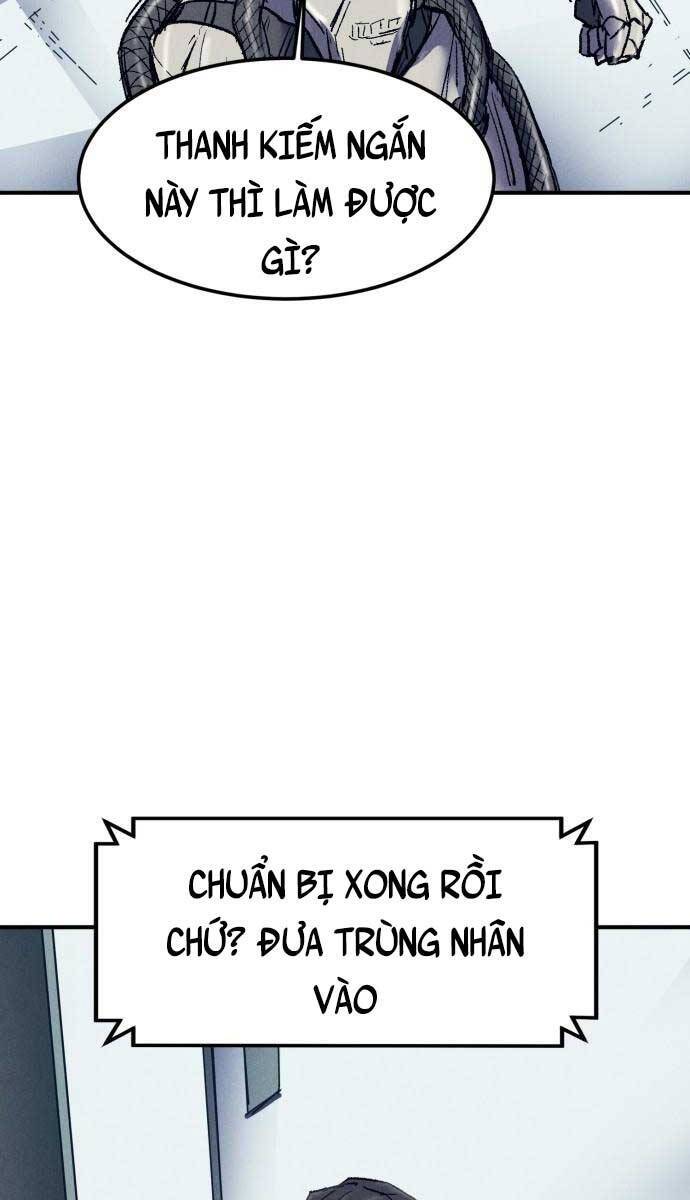 THANH KIẾM NGẮN
NÀY THÌ LÀM ĐƯỢC
GÌ?
CHUẨN BỊ XONG RỒI
CHỨ? ĐƯA TRÙNG NHÂN
VÀO